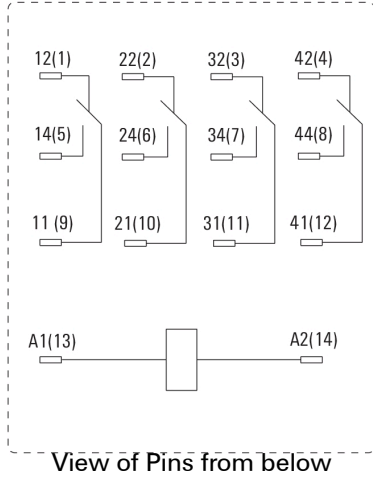 12(1) 22(2) 32(3) 42(4)
14(5) 24(6) 34(7) 44(8)
11 (9) 21(10) 31(11) 41(12)
A1(13) A2(14)
View of Pins from below